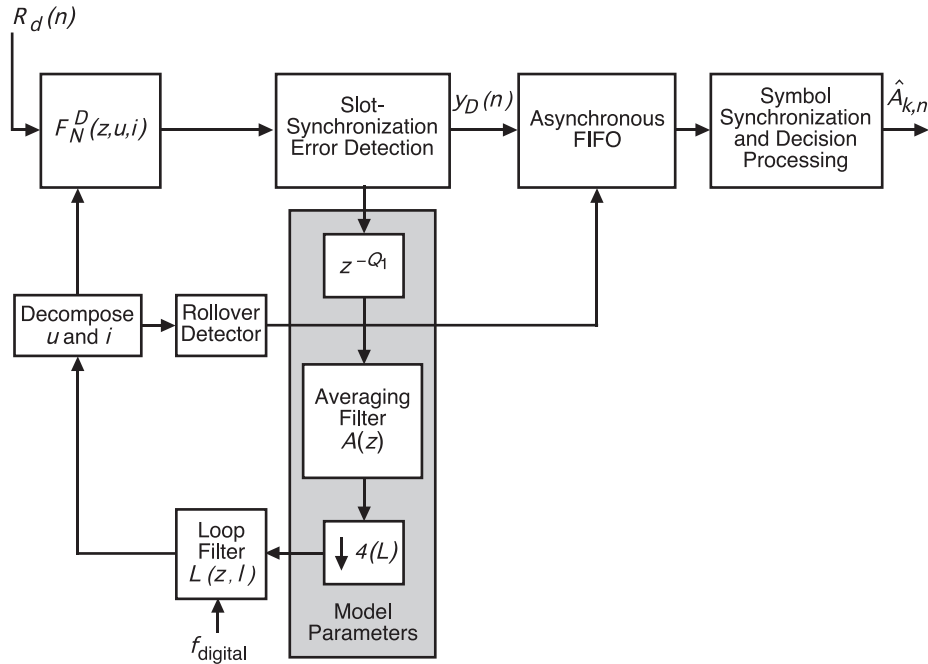 R_d(n)
F_N^D(z,u,i)
Slot-
Synchronization
Error Detection
y_D(n)
Asynchronous
FIFO
Symbol
Synchronization
and Decision
Processing
Â_{k,n}
z^{-Q_1}
Decompose
u and i
Rollover
Detector
Averaging
Filter
A(z)
Loop
Filter
L(z,l)
↓ 4(L)
Model
Parameters
f_digital